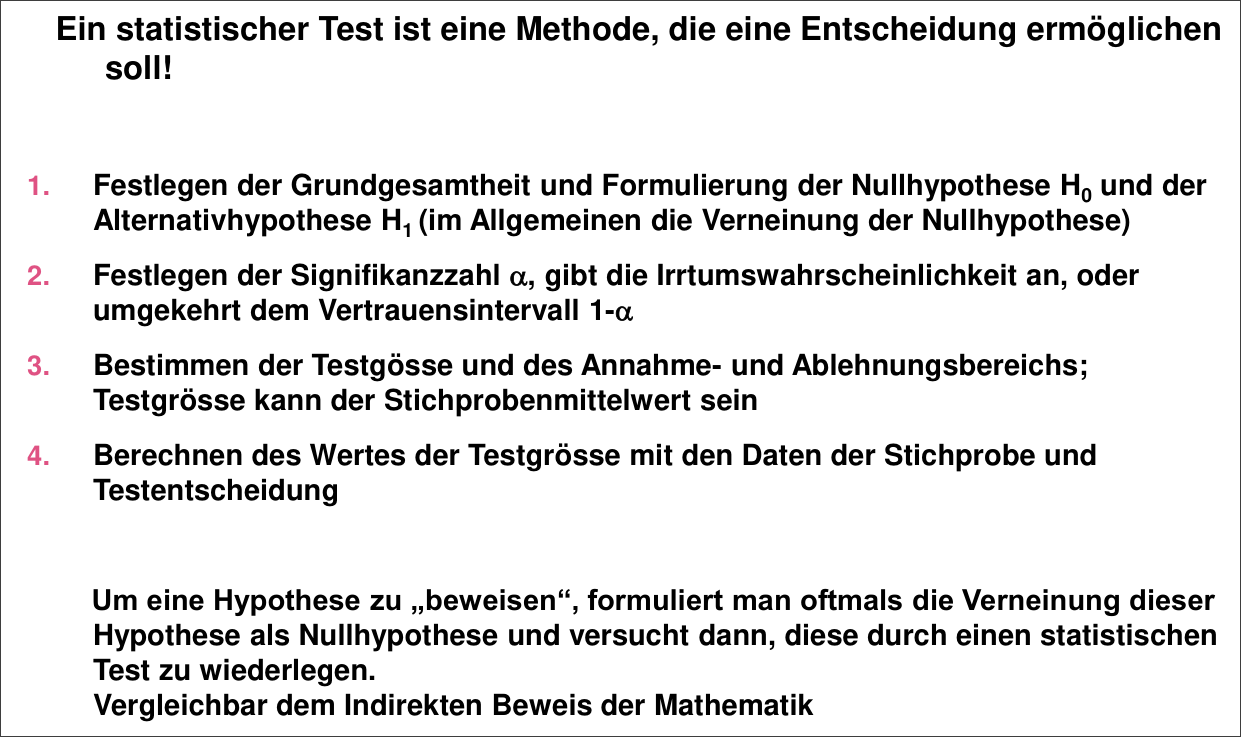 Ein statistischer Test ist eine Methode, die eine Entscheidung ermöglichen
soll!
1. Festlegen der Grundgesamtheit und Formulierung der Nullhypothese H₀ und der
Alternativhypothese H₁ (im Allgemeinen die Verneinung der Nullhypothese)
2. Festlegen der Signifikanzzahl α, gibt die Irrtumswahrscheinlichkeit an, oder
umgekehrt dem Vertrauensintervall 1-α
3. Bestimmen der Testgösse und des Annahme- und Ablehnungsbereichs;
Testgrösse kann der Stichprobenmittelwert sein
4. Berechnen des Wertes der Testgrösse mit den Daten der Stichprobe und
Testentscheidung
Um eine Hypothese zu „beweisen“, formuliert man oftmals die Verneinung dieser
Hypothese als Nullhypothese und versucht dann, diese durch einen statistischen
Test zu wiederlegen.
Vergleichbar dem Indirekten Beweis der Mathematik